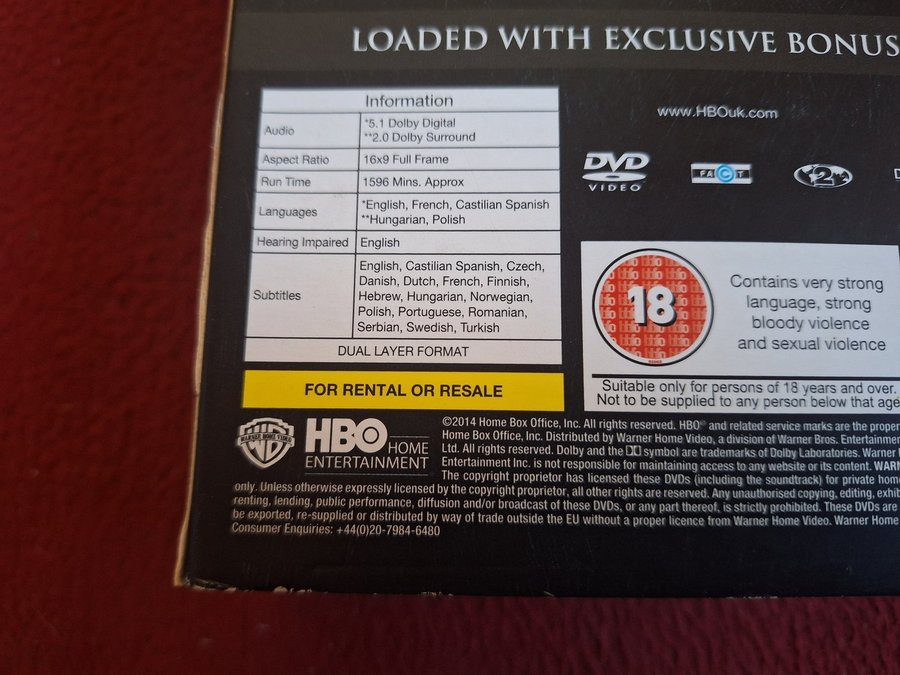 LOADED WITH EXCLUSIVE BONUS
Information
Audio
*5.1 Dolby Digital
**2.0 Dolby Surround
Aspect Ratio
16x9 Full Frame
Run Time
1596 Mins. Approx
Languages
*English, French, Castilian Spanish
**Hungarian, Polish
Hearing Impaired
English
Subtitles
English, Castilian Spanish, Czech,
Danish, Dutch, French, Finnish,
Hebrew, Hungarian, Norwegian,
Polish, Portuguese, Romanian,
Serbian, Swedish, Turkish
DUAL LAYER FORMAT
FOR RENTAL OR RESALE
www.HBOuk.com
DVD
VIDEO
FACT
2
D
18
Contains very strong
language, strong
bloody violence
and sexual violence
Suitable only for persons of 18 years and over.
Not to be supplied to any person below that age
WARNER HOME VIDEO
HBO HOME
ENTERTAINMENT
©2014 Home Box Office, Inc. All rights reserved. HBO® and related service marks are the proper
Home Box Office, Inc. Distributed by Warner Home Video, a division of Warner Bros. Entertainmen
Ltd. All rights reserved. Dolby and the symbol are trademarks of Dolby Laboratories. Warner
Entertainment Inc. is not responsible for maintaining access to any website or its content. WARN
The copyright proprietor has licensed these DVDs (including the soundtrack) for private hom
only. Unless otherwise expressly licensed by the copyright proprietor, all other rights are reserved. Any unauthorised copying, editing, exhib
renting, lending, public performance, diffusion and/or broadcast of these DVDs, or any part thereof, is strictly prohibited. These DVDs are
be exported, re-supplied or distributed by way of trade outside the EU without a proper licence from Warner Home Video. Warner Home
Consumer Enquiries: +44(0)20-7984-6480